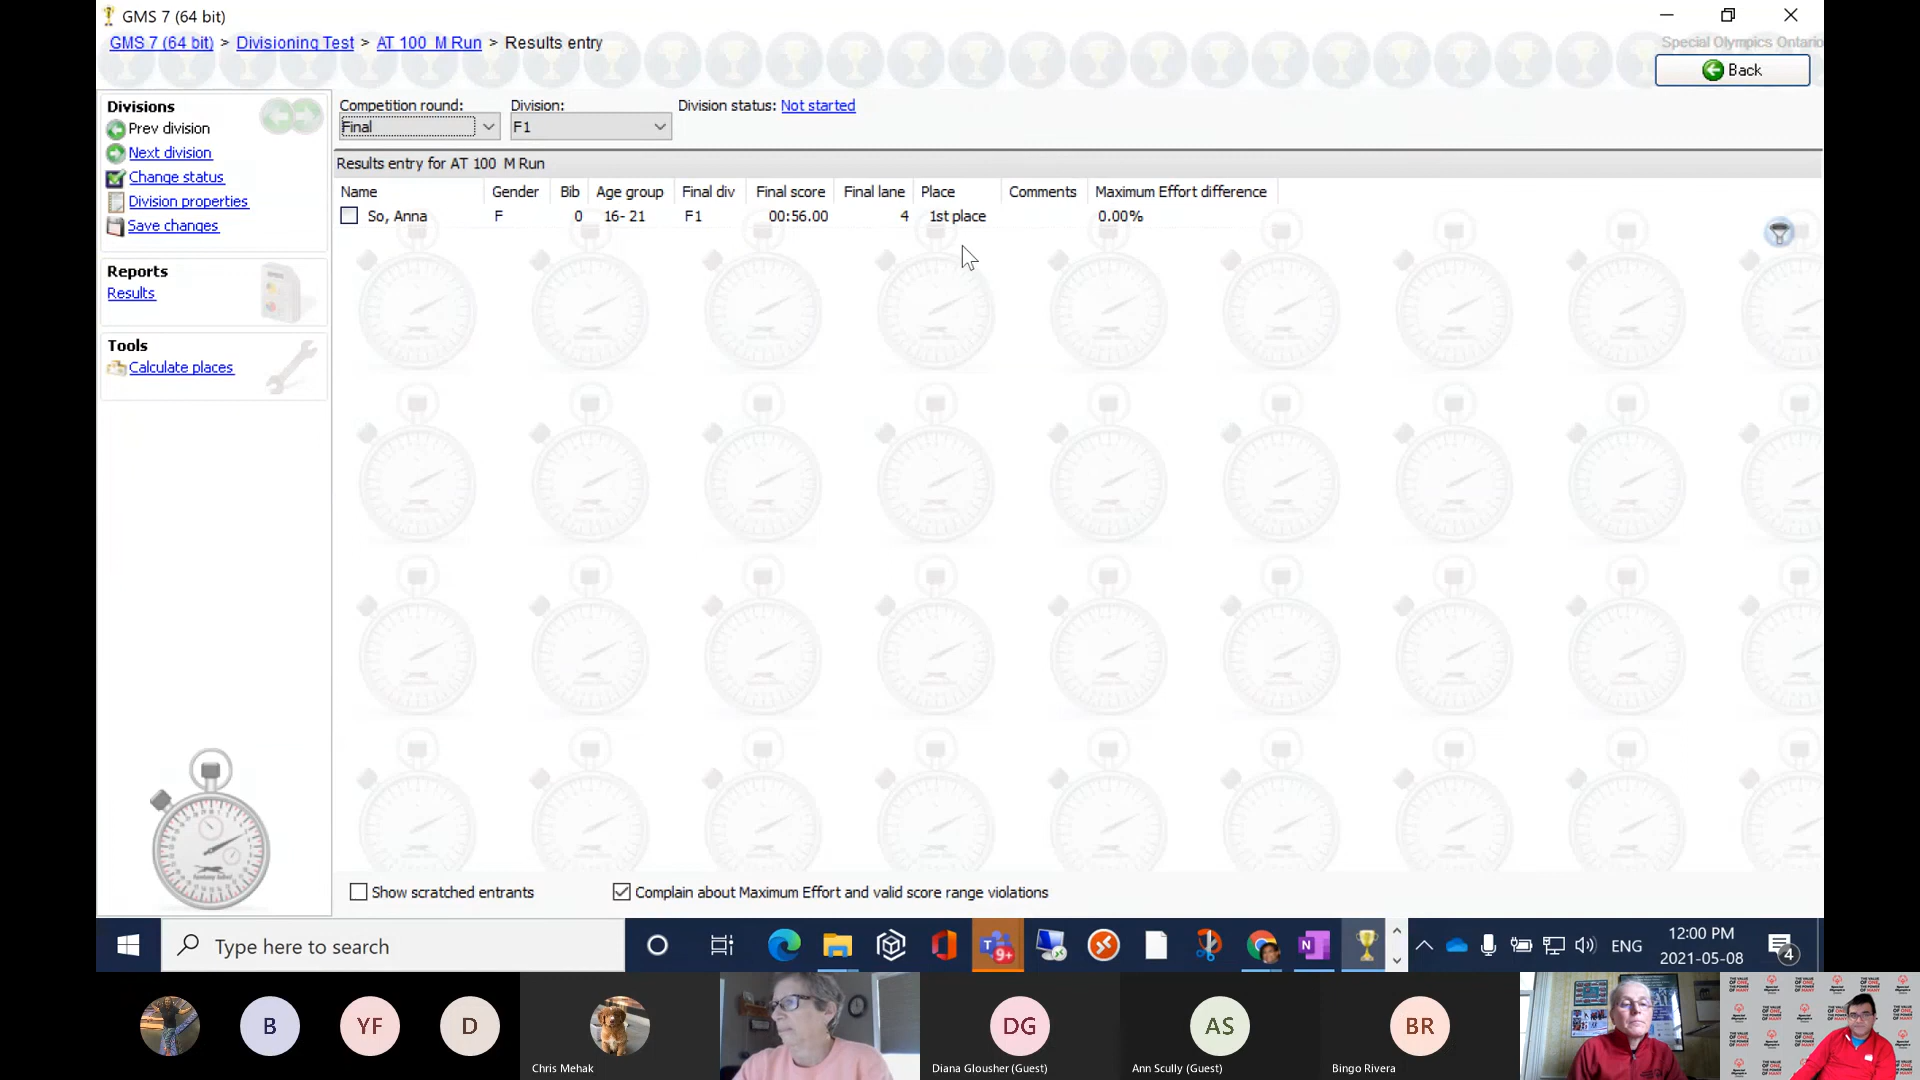 GMS 7 (64 bit)
GMS 7 (64 bit) > Divisioning Test > AT 100 M Run > Results entry
Special Olympics Ontario
Back
Divisions
Prev division
Next division
Change status
Division properties
Save changes
Reports
Results
Tools
Calculate places
Competition round: Division: Division status: Not started
Final F1
Results entry for AT 100 M Run
Name Gender Bib Age group Final div Final score Final lane Place Comments Maximum Effort difference
So, Anna F 0 16- 21 F1 00:56.00 4 1st place 0.00%
Show scratched entrants Complain about Maximum Effort and valid score range violations
Type here to search
9+
ENG
12:00 PM
2021-05-08
4
B YF D DG AS BR
Chris Mehak Diana Glousher (Guest) Ann Scully (Guest) Bingo Rivera